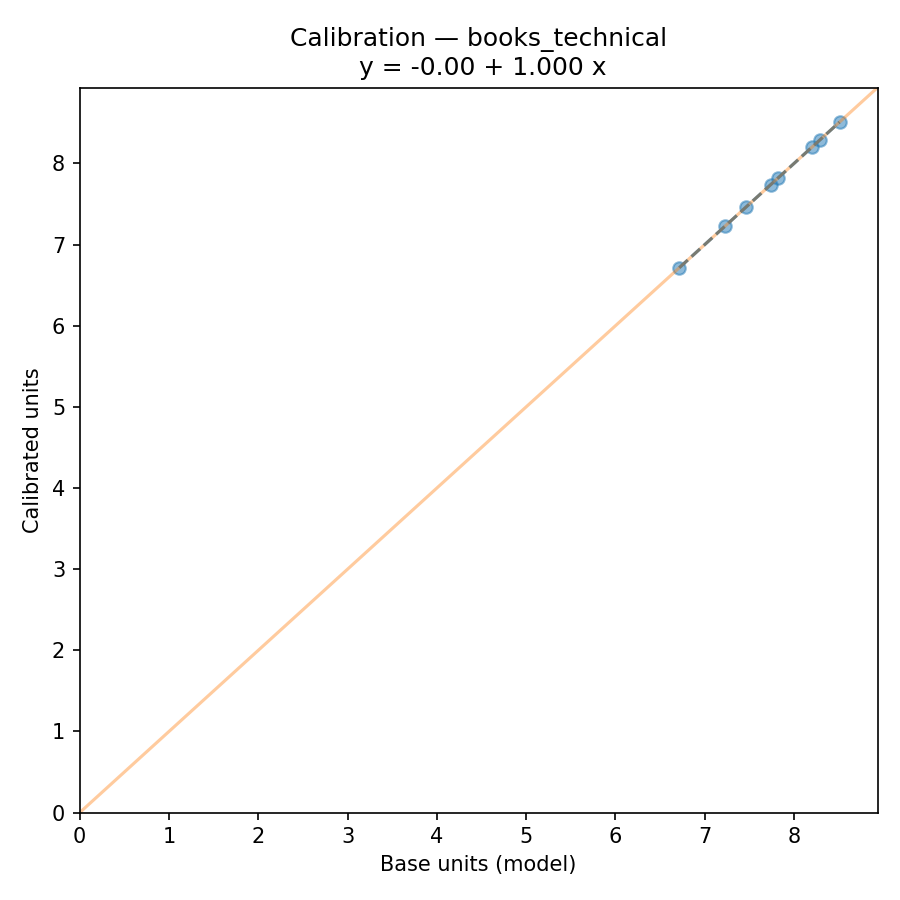 Calibration — books_technical
y = -0.00 + 1.000 x
8
7
6
5
4
3
2
1
0
Calibrated units
0 1 2 3 4 5 6 7 8
Base units (model)